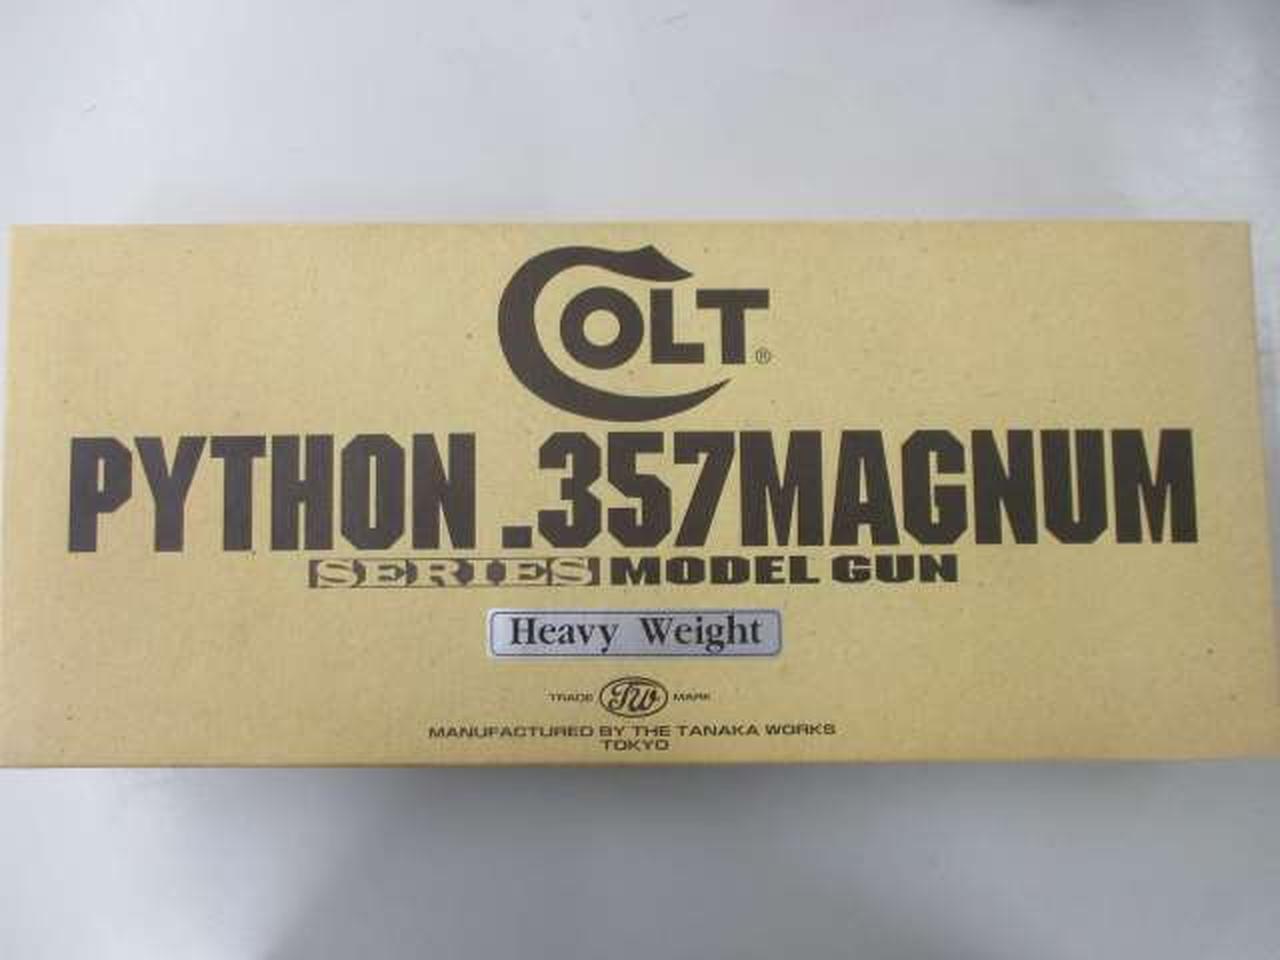 COLT®
PYTHON .357MAGNUM
SERIES MODEL GUN
Heavy Weight
TRADE TW MARK
MANUFACTURED BY THE TANAKA WORKS
TOKYO